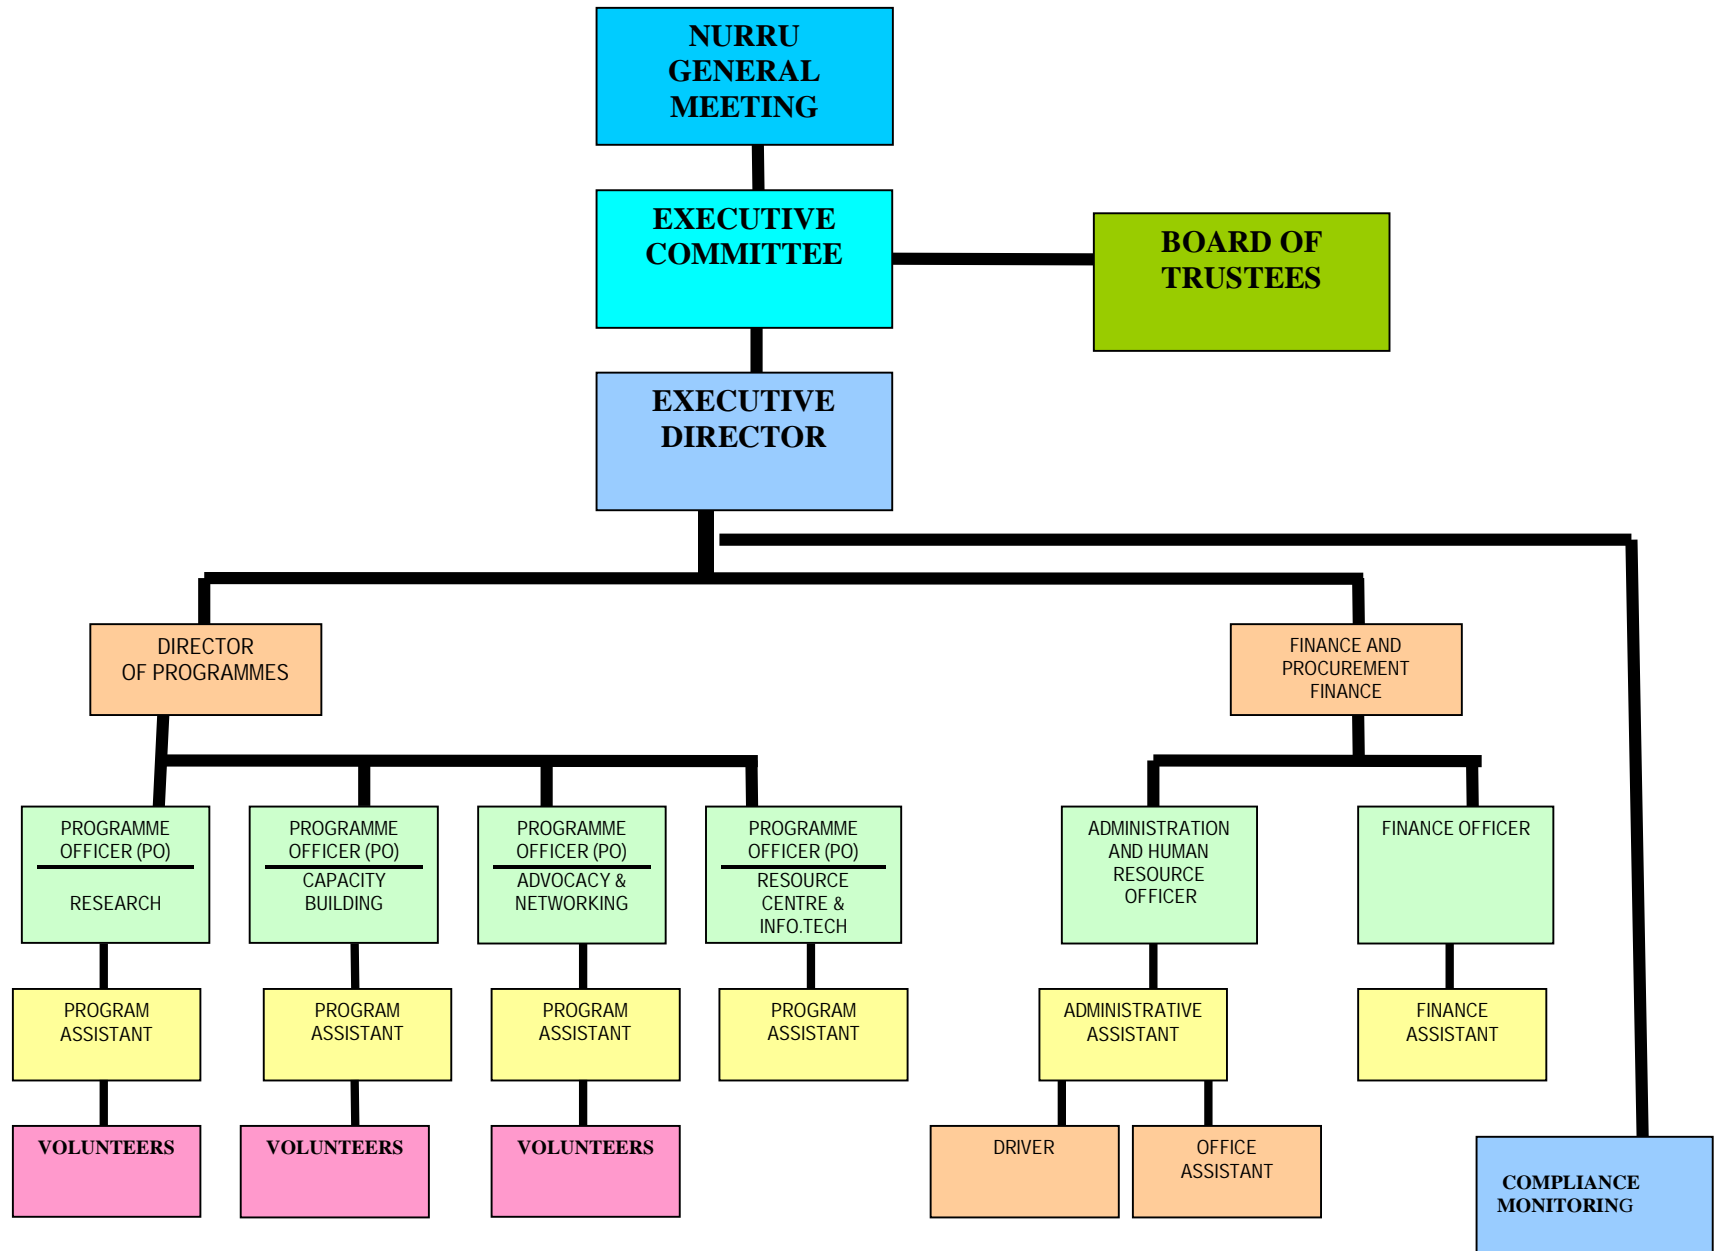 NURRU
GENERAL
MEETING
EXECUTIVE
COMMITTEE
BOARD OF
TRUSTEES
EXECUTIVE
DIRECTOR
DIRECTOR
OF PROGRAMMES
FINANCE AND
PROCUREMENT
FINANCE
PROGRAMME
OFFICER (PO)
RESEARCH
PROGRAMME
OFFICER (PO)
CAPACITY
BUILDING
PROGRAMME
OFFICER (PO)
ADVOCACY &
NETWORKING
PROGRAMME
OFFICER (PO)
RESOURCE
CENTRE &
INFO.TECH
ADMINISTRATION
AND HUMAN
RESOURCE
OFFICER
FINANCE OFFICER
PROGRAM
ASSISTANT
PROGRAM
ASSISTANT
PROGRAM
ASSISTANT
PROGRAM
ASSISTANT
ADMINISTRATIVE
ASSISTANT
FINANCE
ASSISTANT
VOLUNTEERS
VOLUNTEERS
VOLUNTEERS
DRIVER
OFFICE
ASSISTANT
COMPLIANCE
MONITORING